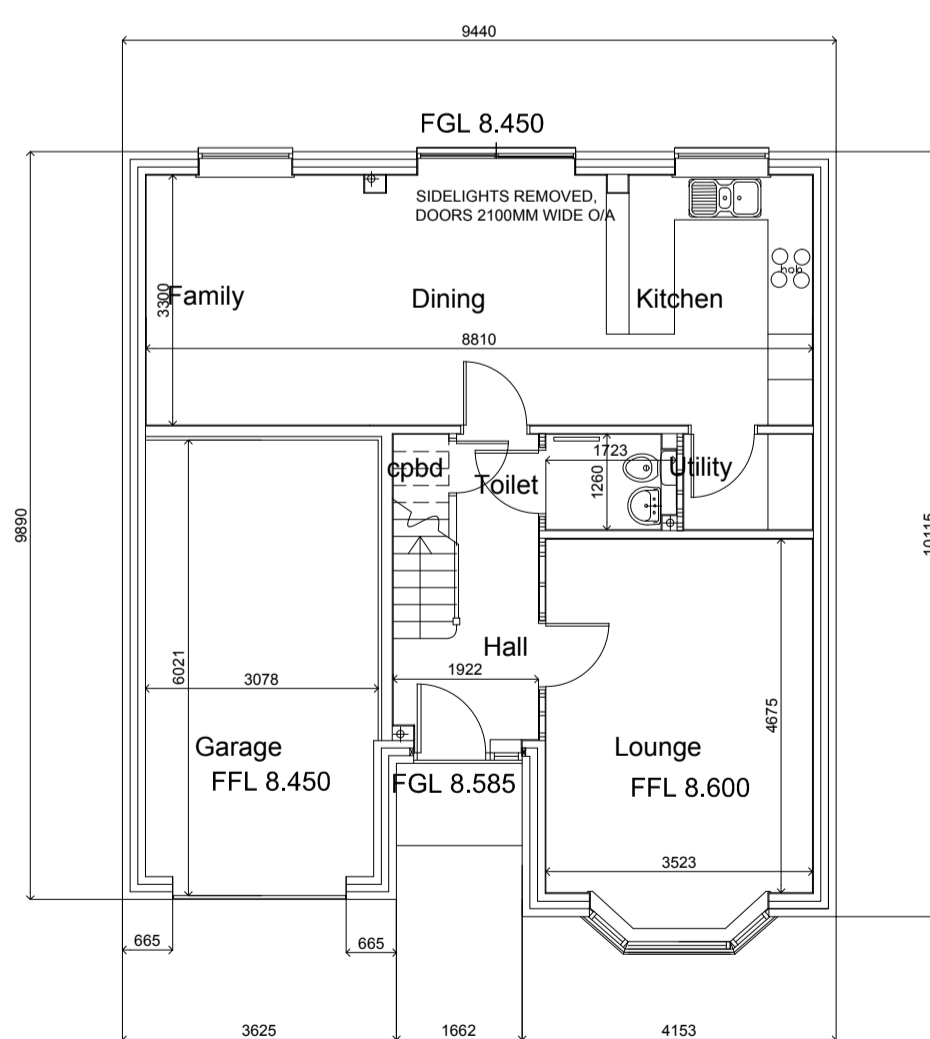 9440
FGL 8.450
SIDELIGHTS REMOVED,
DOORS 2100MM WIDE O/A
Family
3300
Dining
Kitchen
hob
8810
cpbd
Toilet
1723
1260
Utility
9890
10115
6021
3078
Hall
1922
4675
Garage
FFL 8.450
FGL 8.585
Lounge
FFL 8.600
3523
665
665
3625
1662
4153